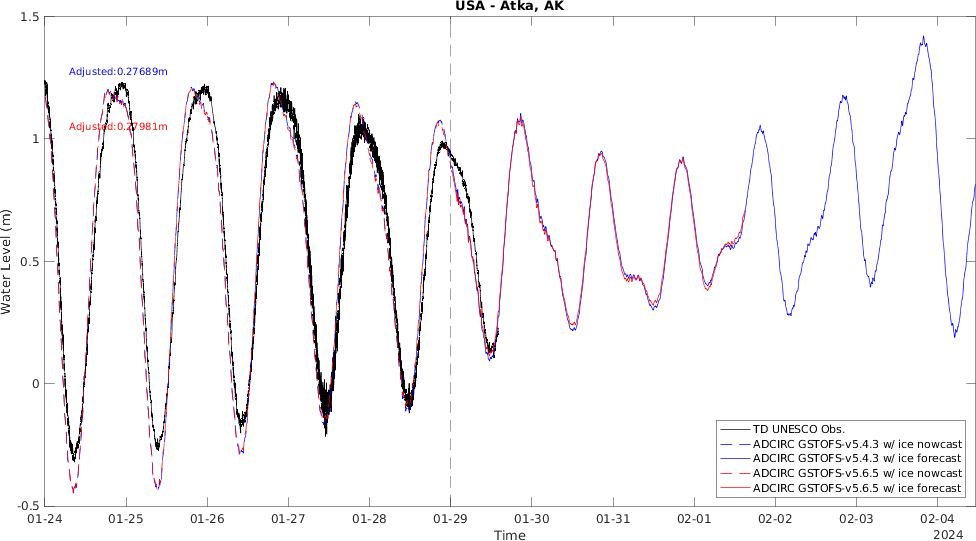 USA - Atka, AK
1.5
1
0.5
0
-0.5
Water Level (m)
Adjusted:0.27689m
Adjusted:0.27981m
TD UNESCO Obs.
ADCIRC GSTOFS-v5.4.3 w/ ice nowcast
ADCIRC GSTOFS-v5.4.3 w/ ice forecast
ADCIRC GSTOFS-v5.6.5 w/ ice nowcast
ADCIRC GSTOFS-v5.6.5 w/ ice forecast
01-24 01-25 01-26 01-27 01-28 01-29 01-30 01-31 02-01 02-02 02-03 02-04
Time
2024